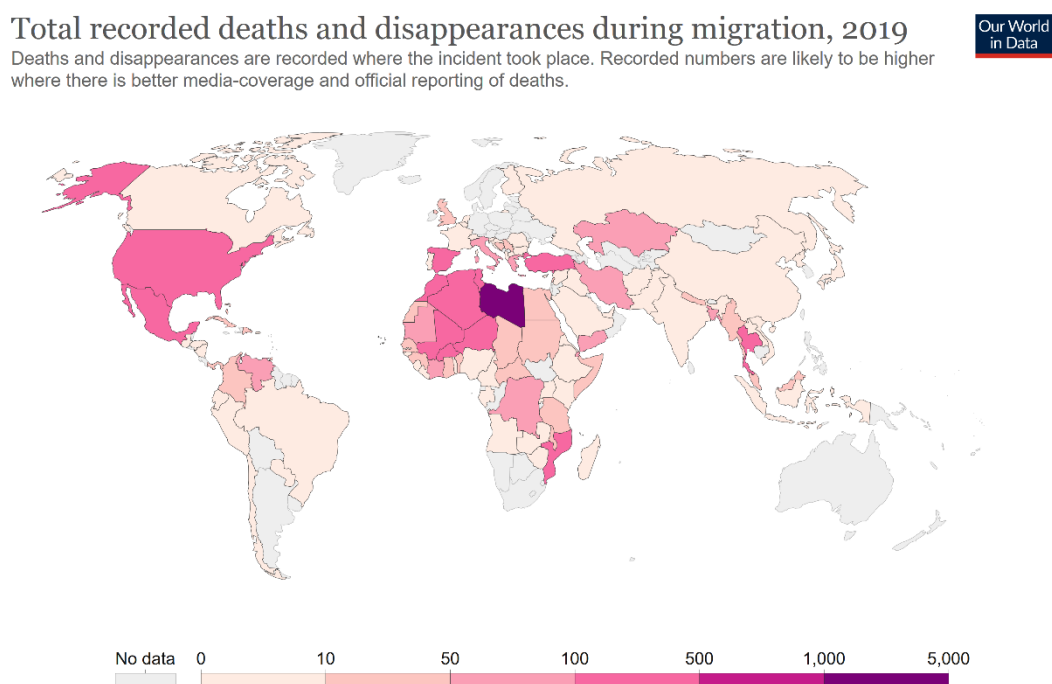 Total recorded deaths and disappearances during migration, 2019
Our World
in Data
Deaths and disappearances are recorded where the incident took place. Recorded numbers are likely to be higher
where there is better media-coverage and official reporting of deaths.
No data 0 10 50 100 500 1,000 5,000